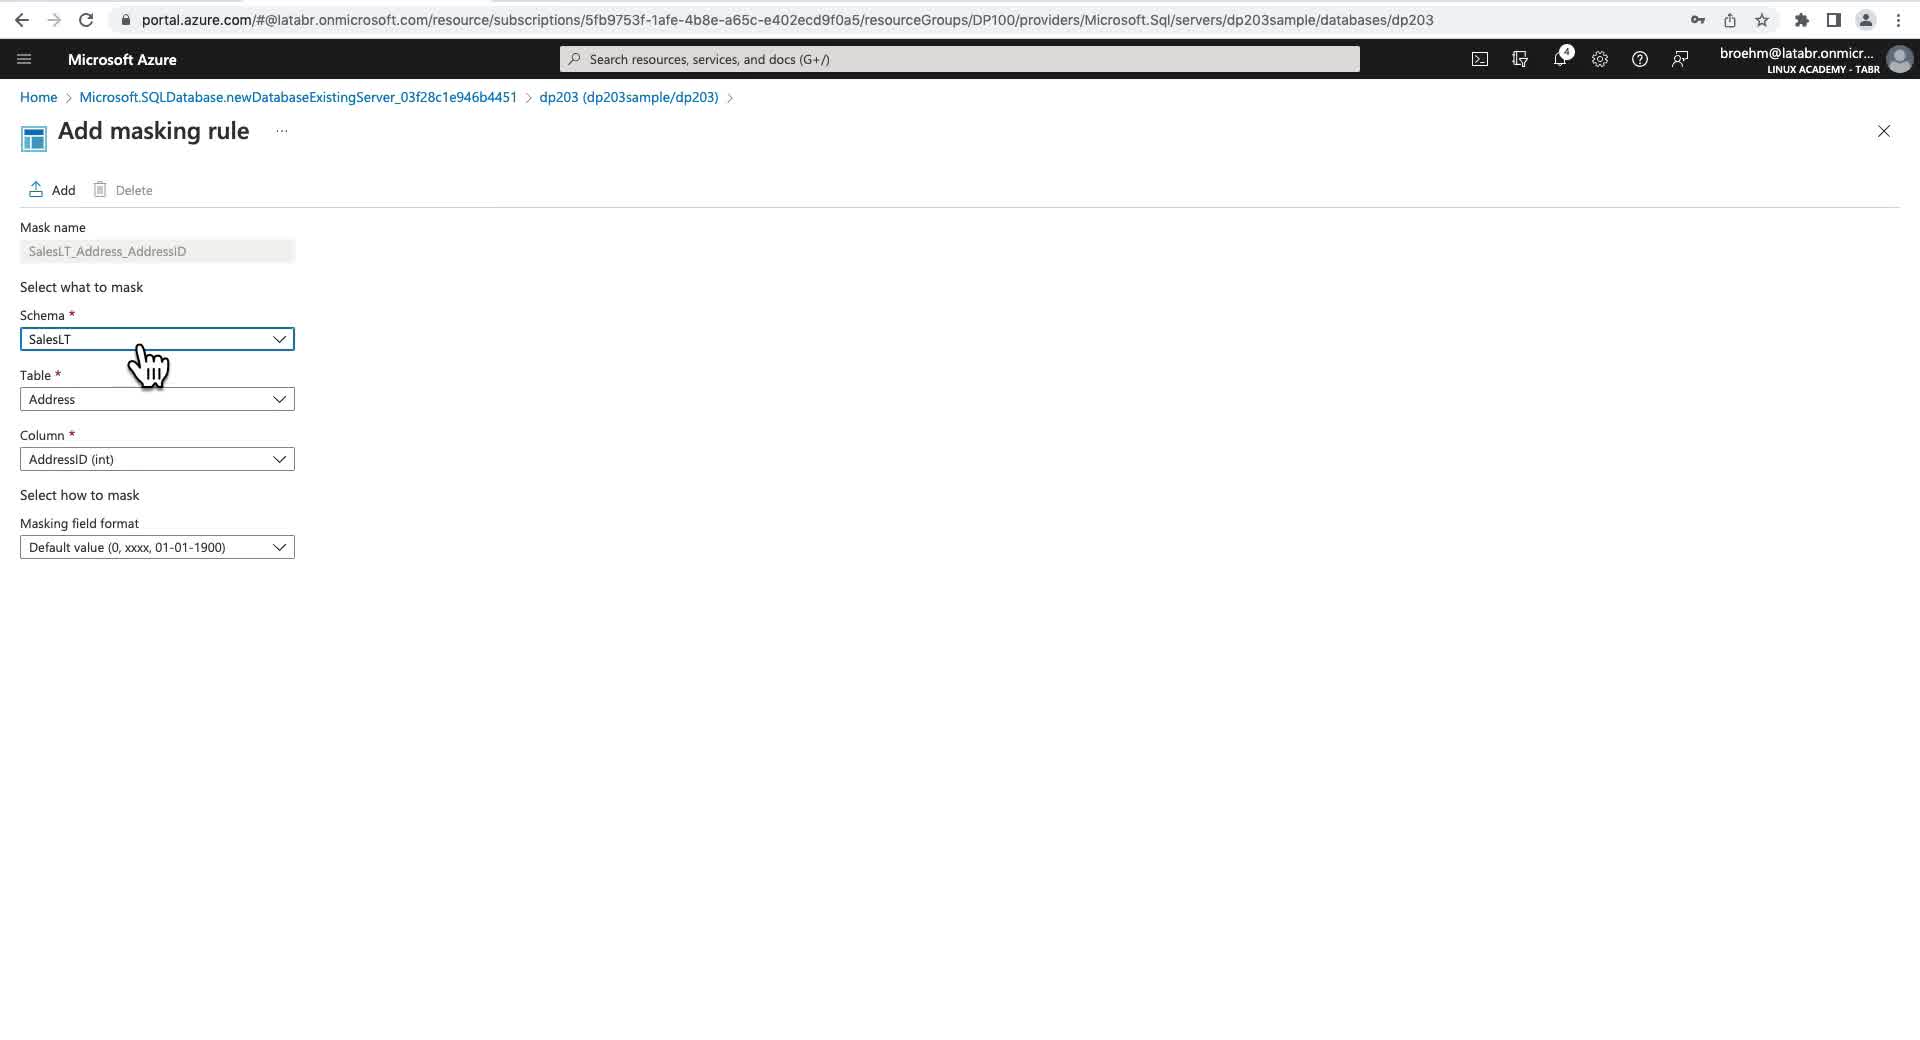 portal.azure.com/#@latabr.onmicrosoft.com/resource/subscriptions/5fb9753f-1afe-4b8e-a65c-e402ecd9f0a5/resourceGroups/DP100/providers/Microsoft.Sql/servers/dp203sample/databases/dp203
Microsoft Azure
Search resources, services, and docs (G+/)
4
broehm@latabr.onmicr...
LINUX ACADEMY - TABR
Home > Microsoft.SQLDatabase.newDatabaseExistingServer_03f28c1e946b4451 > dp203 (dp203sample/dp203) >
Add masking rule ...
Add Delete
Mask name
SalesLT_Address_AddressID
Select what to mask
Schema *
SalesLT
Table *
Address
Column *
AddressID (int)
Select how to mask
Masking field format
Default value (0, xxxx, 01-01-1900)